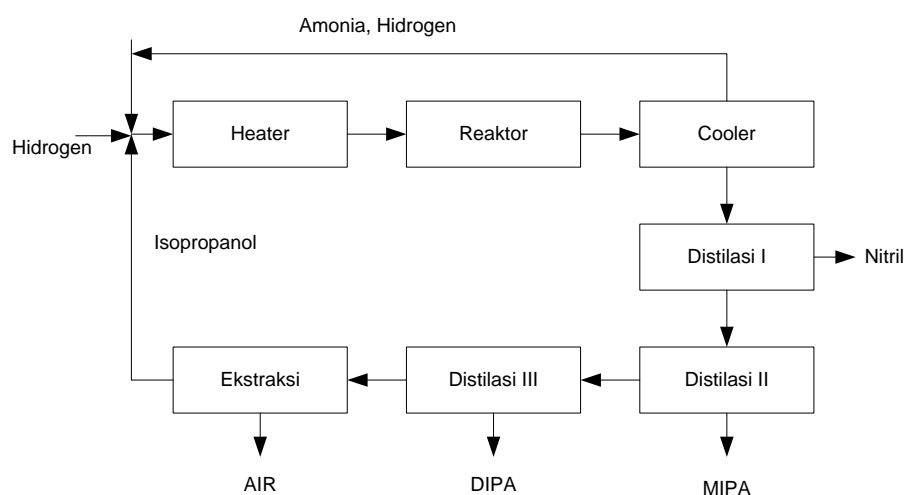 Amonia, Hidrogen
Heater
Reaktor
Cooler
Hidrogen
Isopropanol
Distilasi I
Nitril
Ekstraksi
Distilasi III
Distilasi II
AIR
DIPA
MIPA